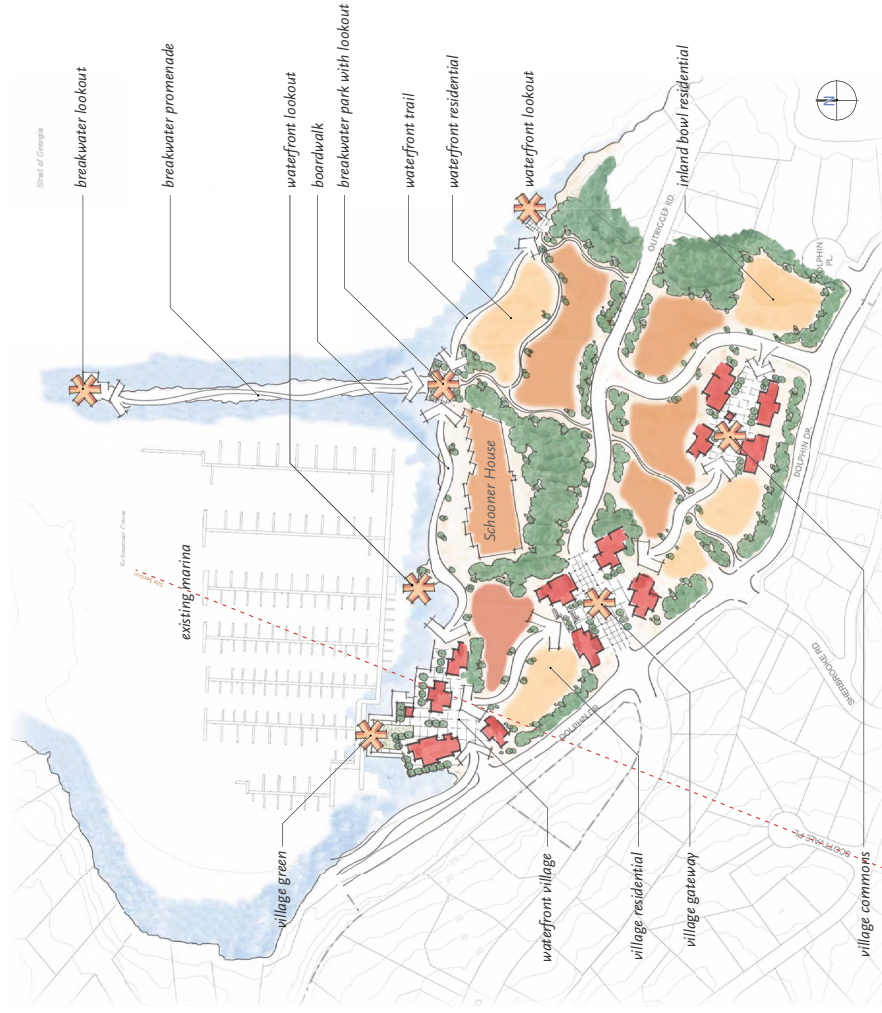 breakwater lookout
breakwater promenade
waterfront lookout
boardwalk
breakwater park with lookout
waterfront trail
waterfront residential
waterfront lookout
inland bowl residential
Strait of Georgia
N
OUTRIGGER RD.
DOLPHIN
PL.
Schooner House
DOLPHIN DR.
Schooner Cove
existing marina
SHERBROOKE RD
DOLPHIN DR.
village green
waterfront village
village residential
village gateway
village commons